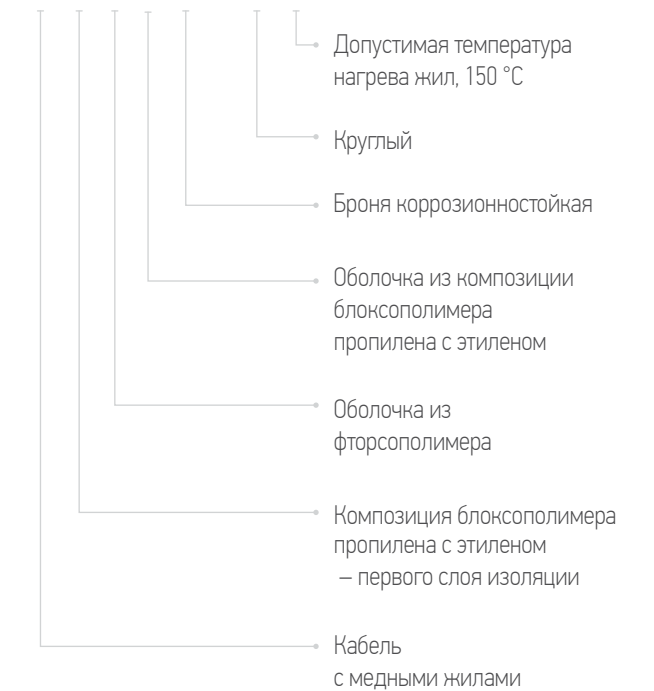 Допустимая температура
нагрева жил, 150 °C
Круглый
Броня коррозионностойкая
Оболочка из композиции
блоксополимера
пропилена с этиленом
Оболочка из
фторсополимера
Композиция блоксополимера
пропилена с этиленом
– первого слоя изоляции
Кабель
с медными жилами